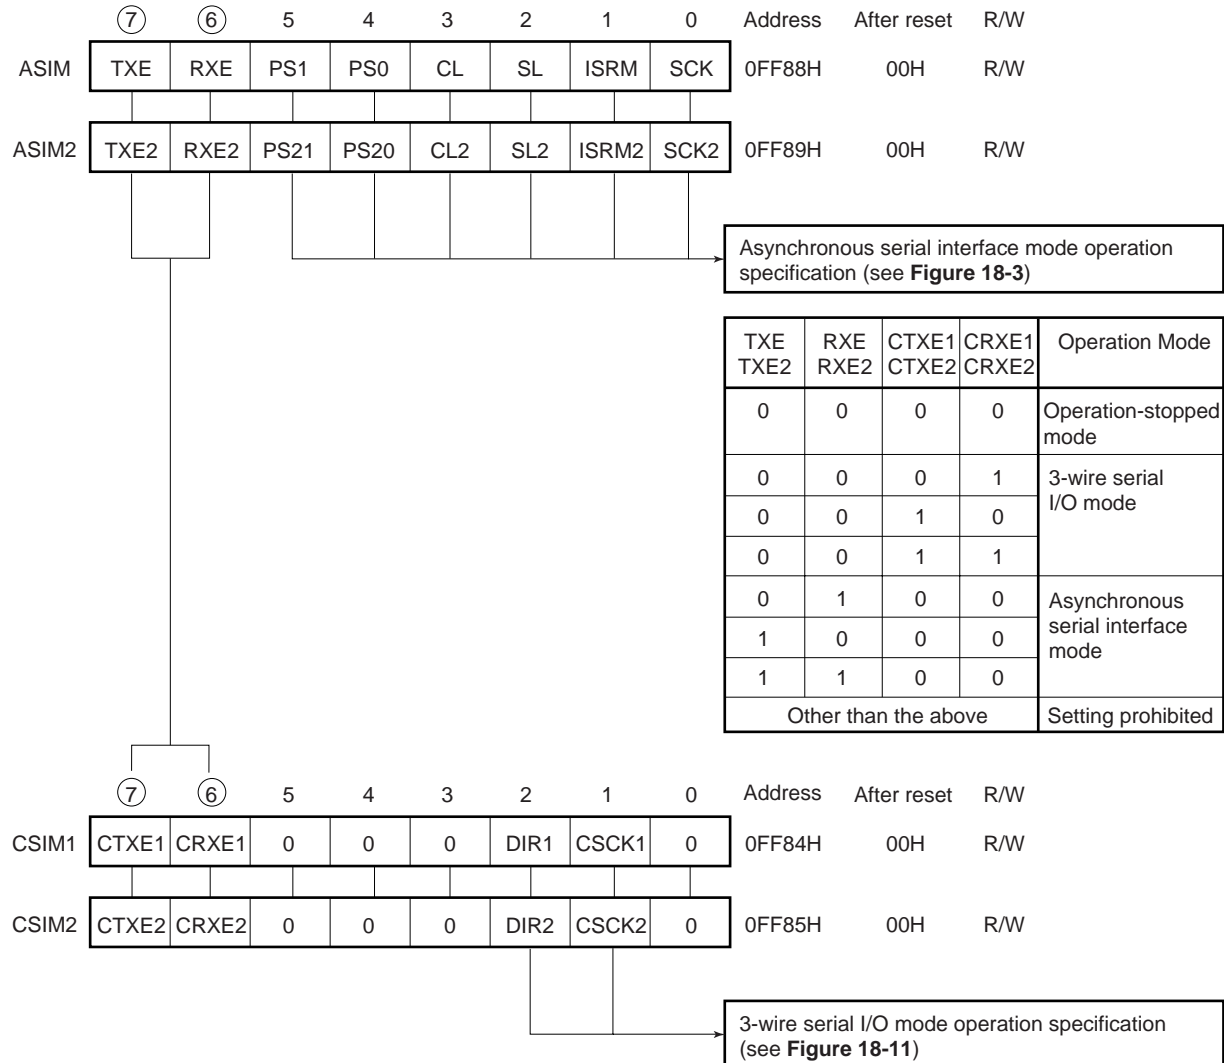 7 6 5 4 3 2 1 0 Address After reset R/W
ASIM TXE RXE PS1 PS0 CL SL ISRM SCK 0FF88H 00H R/W
ASIM2 TXE2 RXE2 PS21 PS20 CL2 SL2 ISRM2 SCK2 0FF89H 00H R/W
Asynchronous serial interface mode operation
specification (see Figure 18-3)
TXE RXE CTXE1 CRXE1 Operation Mode
TXE2 RXE2 CTXE2 CRXE2
0 0 0 0 Operation-stopped
mode
0 0 0 1 3-wire serial
0 0 1 0 I/O mode
0 0 1 1
0 1 0 0 Asynchronous
1 0 0 0 serial interface
mode
1 1 0 0
Other than the above Setting prohibited
7 6 5 4 3 2 1 0 Address After reset R/W
CSIM1 CTXE1 CRXE1 0 0 0 DIR1 CSCK1 0 0FF84H 00H R/W
CSIM2 CTXE2 CRXE2 0 0 0 DIR2 CSCK2 0 0FF85H 00H R/W
3-wire serial I/O mode operation specification
(see Figure 18-11)